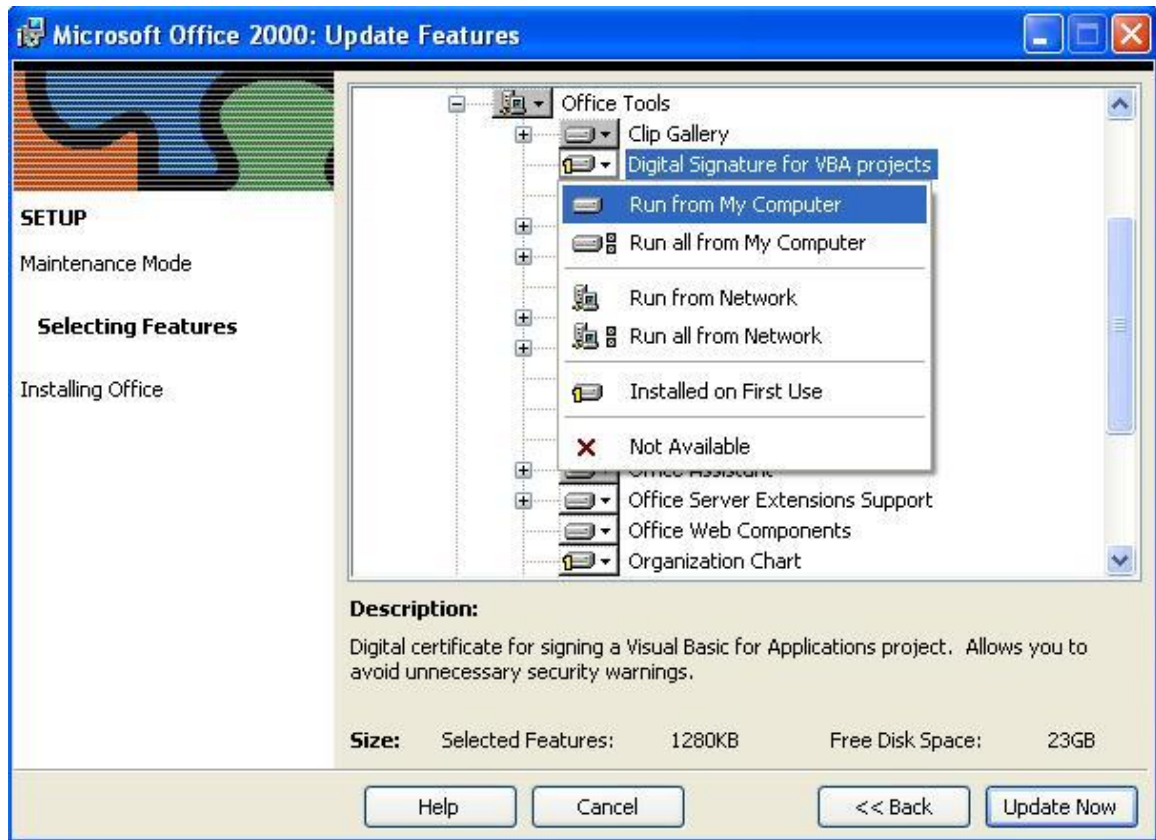 Microsoft Office 2000: Update Features
SETUP
Maintenance Mode
Selecting Features
Installing Office
Office Tools
Clip Gallery
Digital Signature for VBA projects
Run from My Computer
Run all from My Computer
Run from Network
Run all from Network
Installed on First Use
Not Available
Office Assistant
Office Server Extensions Support
Office Web Components
Organization Chart
Description:
Digital certificate for signing a Visual Basic for Applications project.  Allows you to
avoid unnecessary security warnings.
Size: Selected Features: 1280KB Free Disk Space: 23GB
Help Cancel << Back Update Now